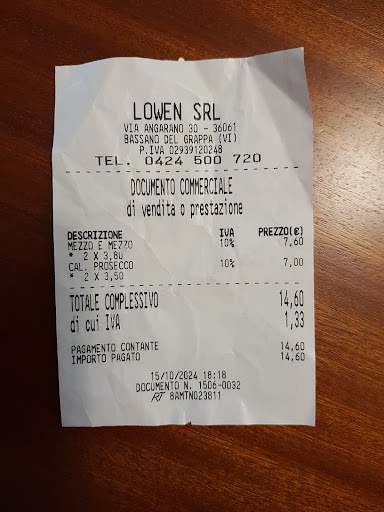 LOWEN SRL
VIA ANGARANO 30 - 36061
BASSANO DEL GRAPPA (VI)
P.IVA 02939120248
TEL. 0424 500 720
DOCUMENTO COMMERCIALE
di vendita o prestazione
DESCRIZIONE IVA PREZZO(€)
MEZZO E MEZZO 10% 7,60
* 2 X 3,80
CAL. PROSECCO 10% 7,00
* 2 X 3,50
TOTALE COMPLESSIVO 14,60
di cui IVA 1,33
PAGAMENTO CONTANTE 14,60
IMPORTO PAGATO 14,60
15/10/2024 18:18
DOCUMENTO N. 1506-0032
RT 8AMTN023811